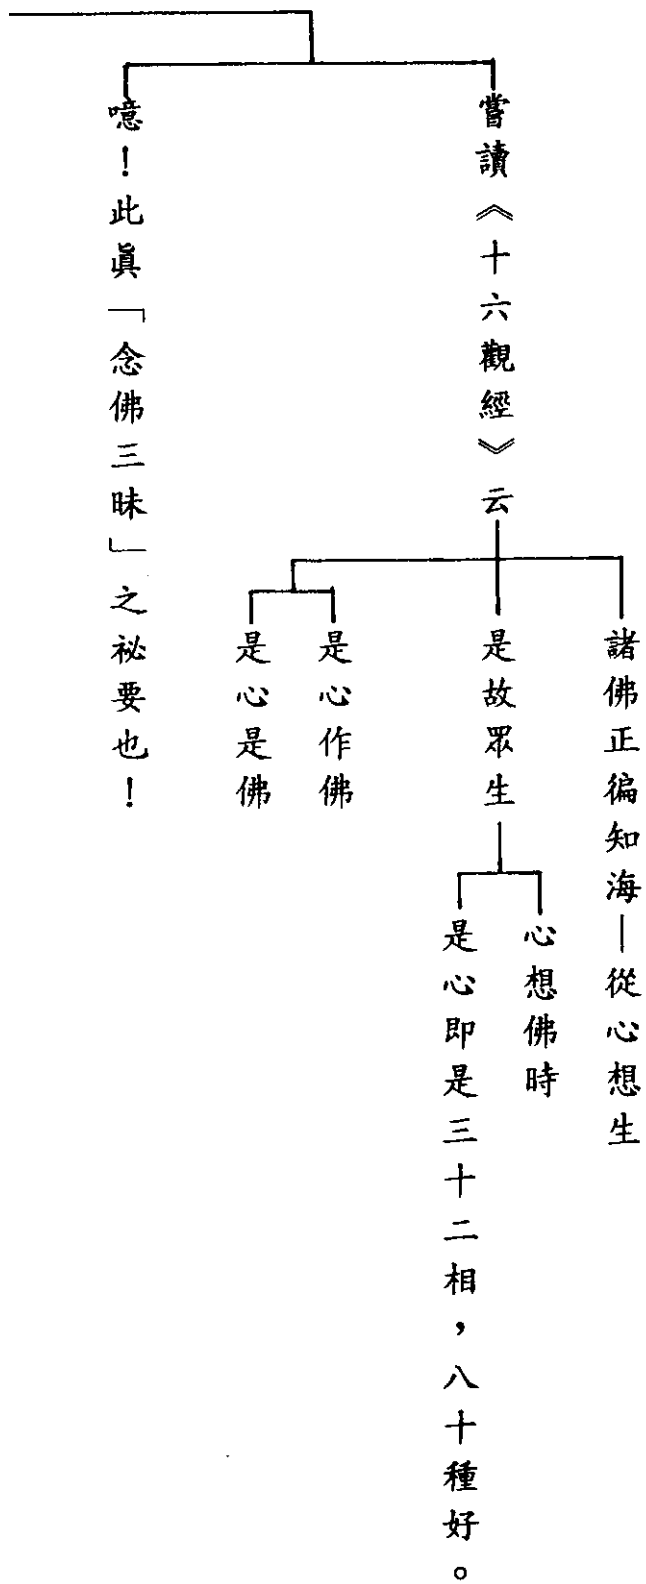 嘗讀《十六觀經》云
諸佛正徧知海—從心想生
是故眾生
心想佛時
是心即是三十二相，八十種好。
是心作佛
是心是佛
噫！此眞「念佛三昧」之祕要也！